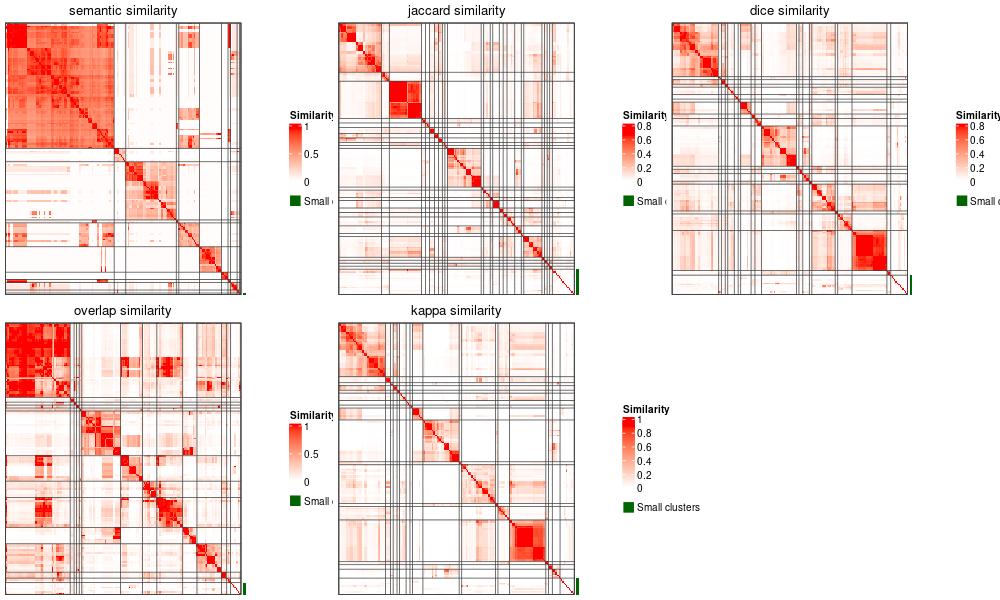 semantic similarity
Similarity
1
0.5
0
Small
jaccard similarity
Similarity
0.8
0.6
0.4
0.2
0
Small
dice similarity
Similarity
0.8
0.6
0.4
0.2
0
Small
overlap similarity
Similarity
1
0.5
0
Small
kappa similarity
Similarity
1
0.8
0.6
0.4
0.2
0
Small clusters